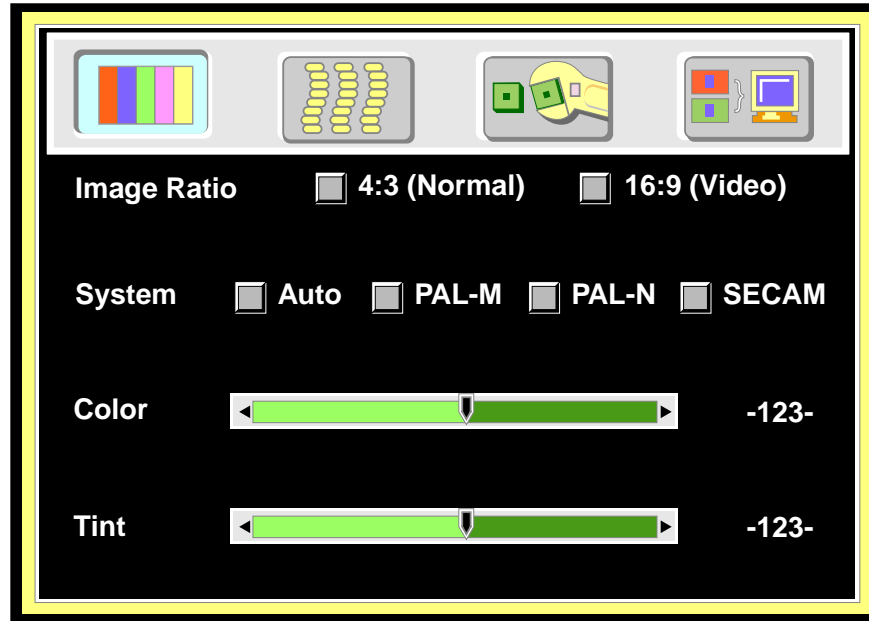 Image Ratio 4:3 (Normal) 16:9 (Video)
System Auto PAL-M PAL-N SECAM
Color -123-
Tint -123-